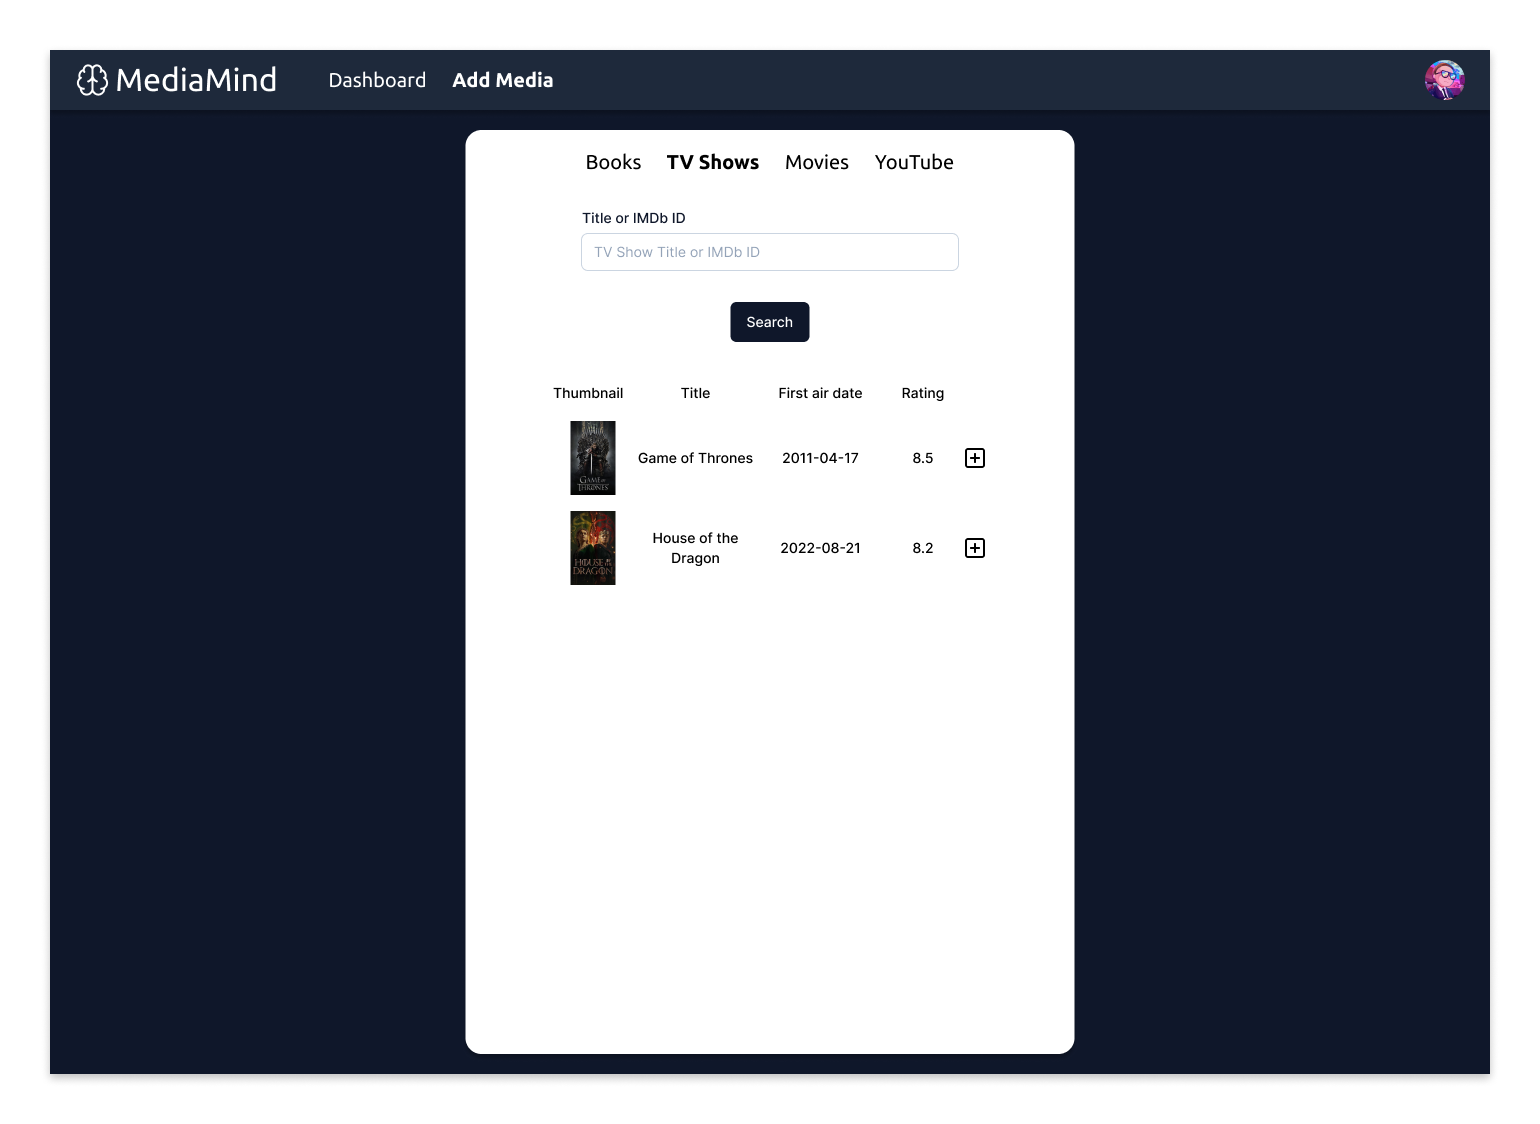 MediaMind Dashboard Add Media
Books TV Shows Movies YouTube
Title or IMDb ID
TV Show Title or IMDb ID
Search
Thumbnail Title First air date Rating
GAME OF
THRONES
Game of Thrones 2011-04-17 8.5
HOUSE OF THE
DRAGON
House of the
Dragon
2022-08-21 8.2